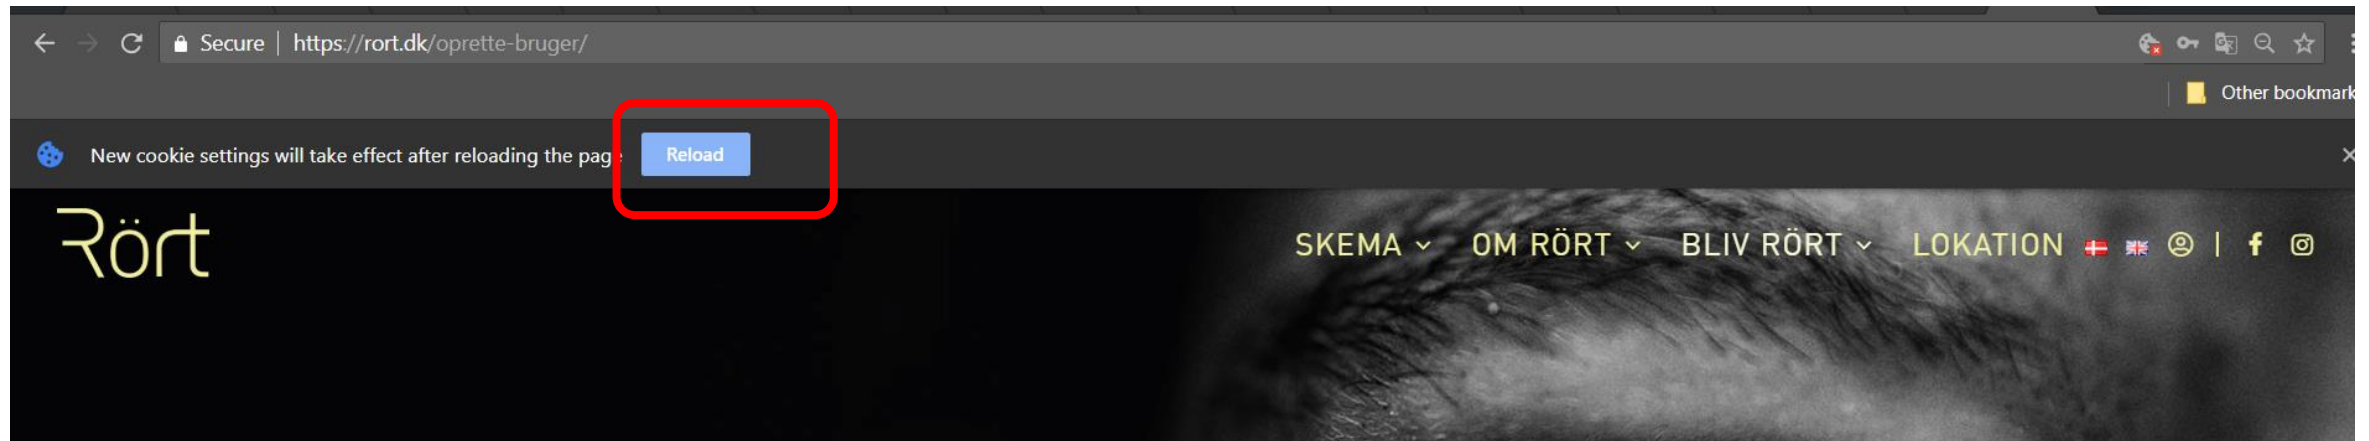 Secure | https://rort.dk/oprette-bruger/
Other bookmark
New cookie settings will take effect after reloading the page Reload
Rört
SKEMA OM RÖRT BLIV RÖRT LOKATION | f